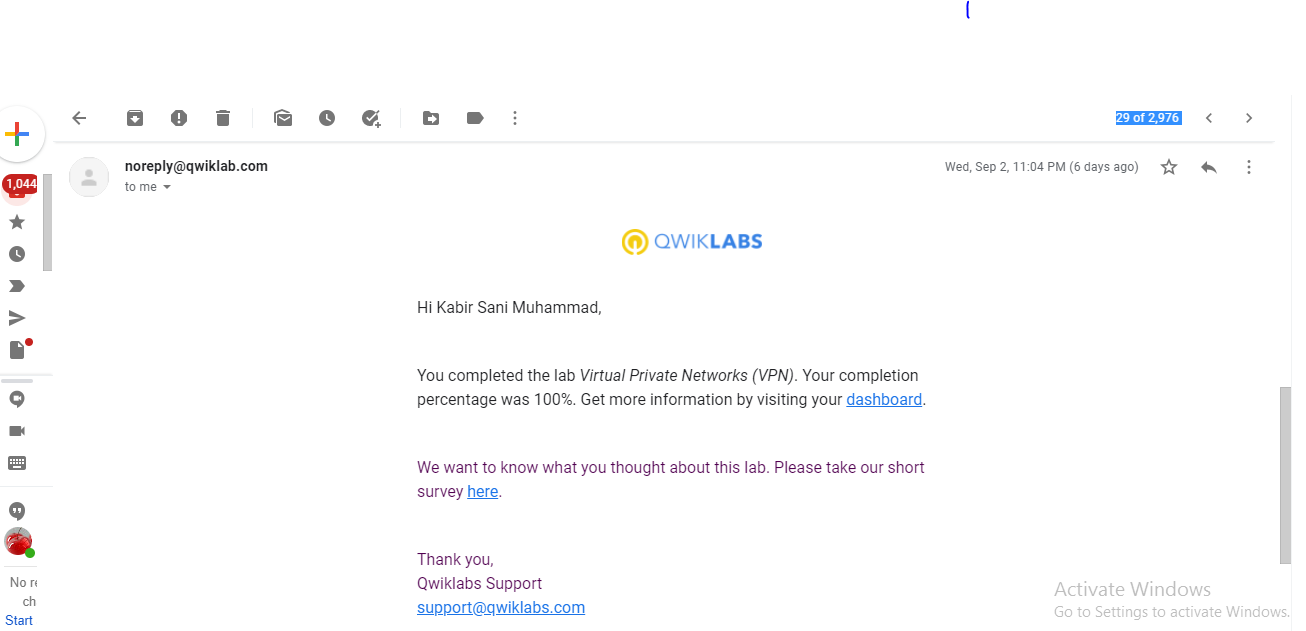 29 of 2,976
noreply@qwiklab.com
Wed, Sep 2, 11:04 PM (6 days ago)
to me
1,044
QWIKLABS
Hi Kabir Sani Muhammad,
You completed the lab Virtual Private Networks (VPN). Your completion
percentage was 100%. Get more information by visiting your dashboard.
We want to know what you thought about this lab. Please take our short
survey here.
Thank you,
Qwiklabs Support
support@qwiklabs.com
No re
ch
Start
Activate Windows
Go to Settings to activate Windows.